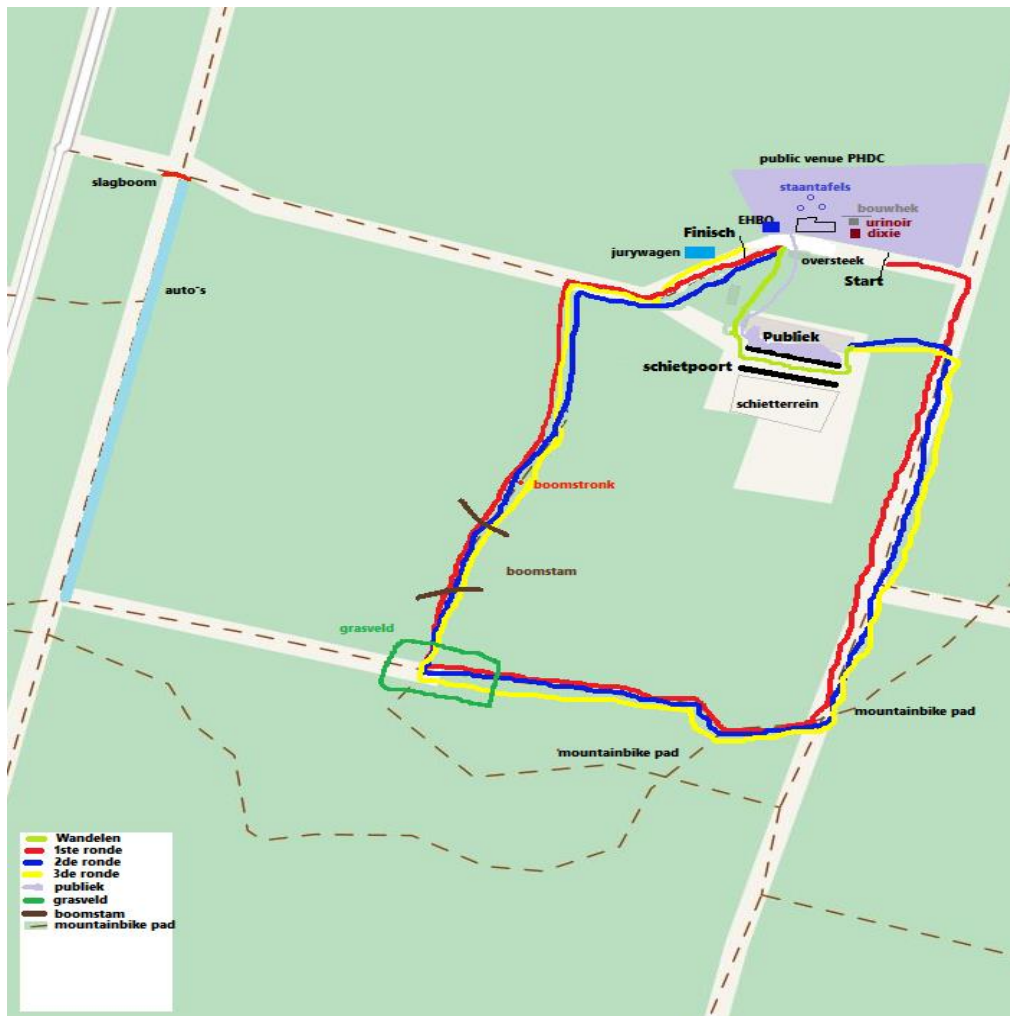 public venue PHDC
slagboom
staantafels
bouwhek
EHBO
urinoir
Finisch
dixie
jurywagen
oversteek
Start
auto's
Publiek
schietpoort
schietterrein
boomstronk
boomstam
grasveld
mountainbike pad
mountainbike pad
Wandelen
1ste ronde
2de ronde
3de ronde
publiek
grasveld
boomstam
mountainbike pad